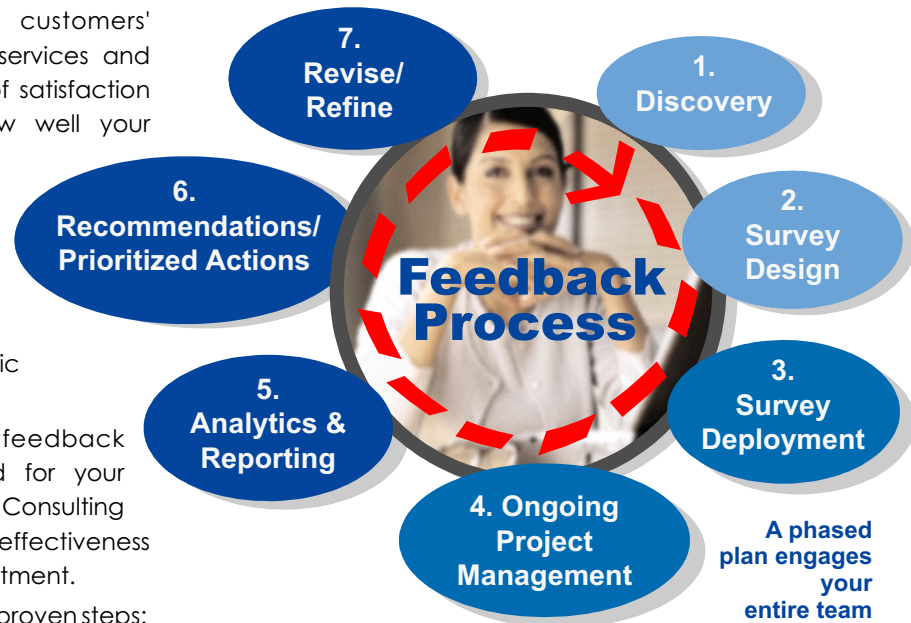 customers'
services and
of satisfaction
well your
ic
feedback
for your
Consulting
effectiveness
tment.
proven steps:
7.
Revise/
Refine
1.
Discovery
6.
Recommendations/
Prioritized Actions
2.
Survey
Design
Feedback
Process
5.
Analytics &
Reporting
3.
Survey
Deployment
4. Ongoing
Project
Management
A phased
plan engages
your
entire team